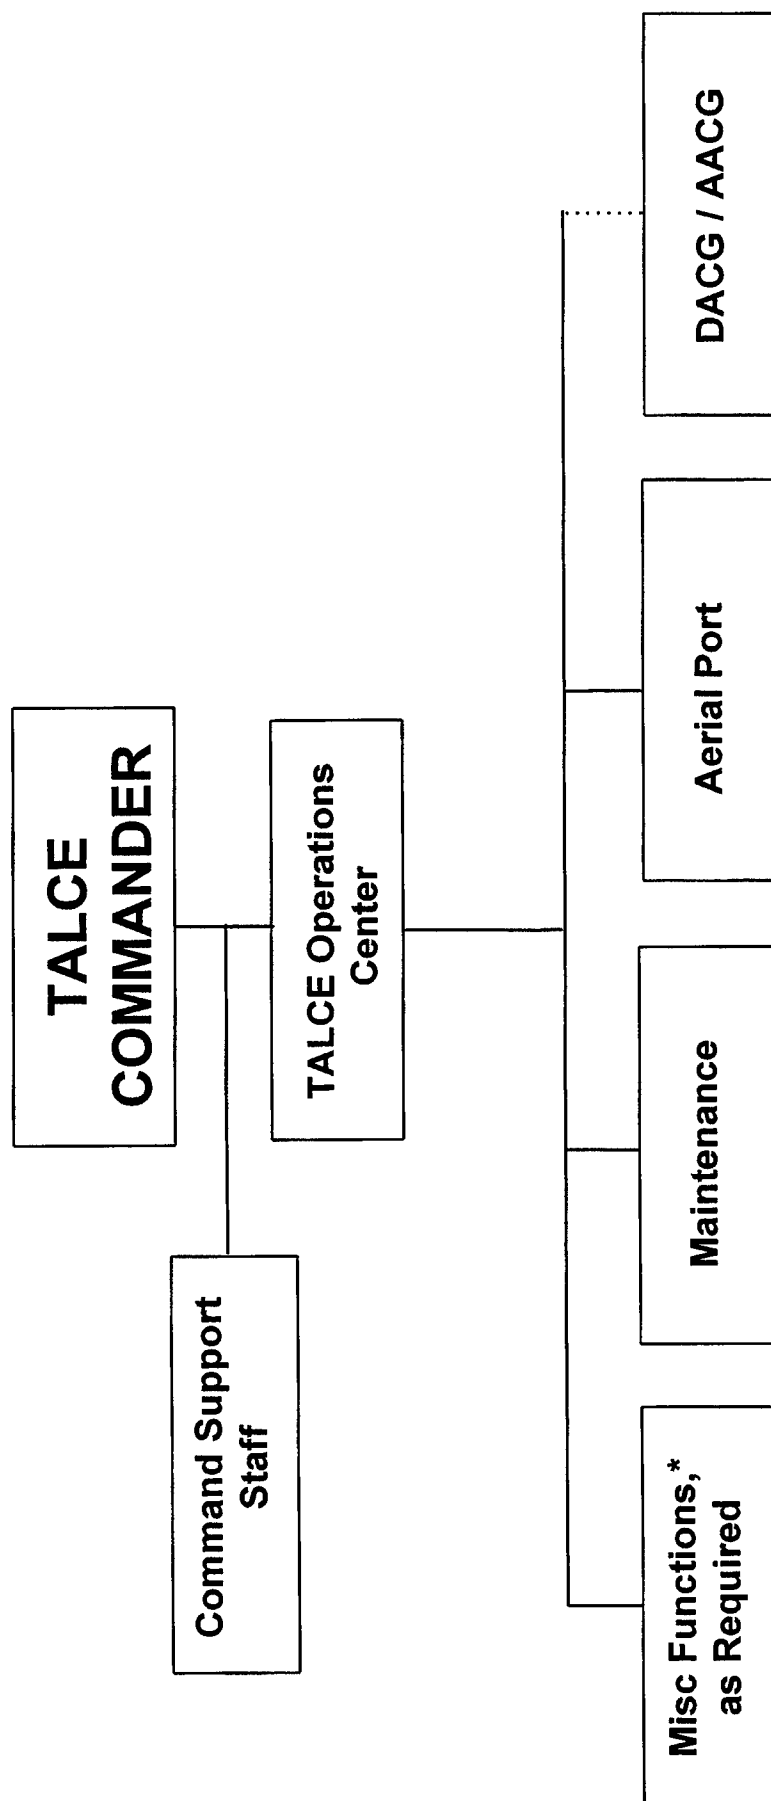 TALCE
COMMANDER
Command Support
Staff
TALCE Operations
Center
Misc Functions,*
as Required
Maintenance
Aerial Port
DACG / AACG